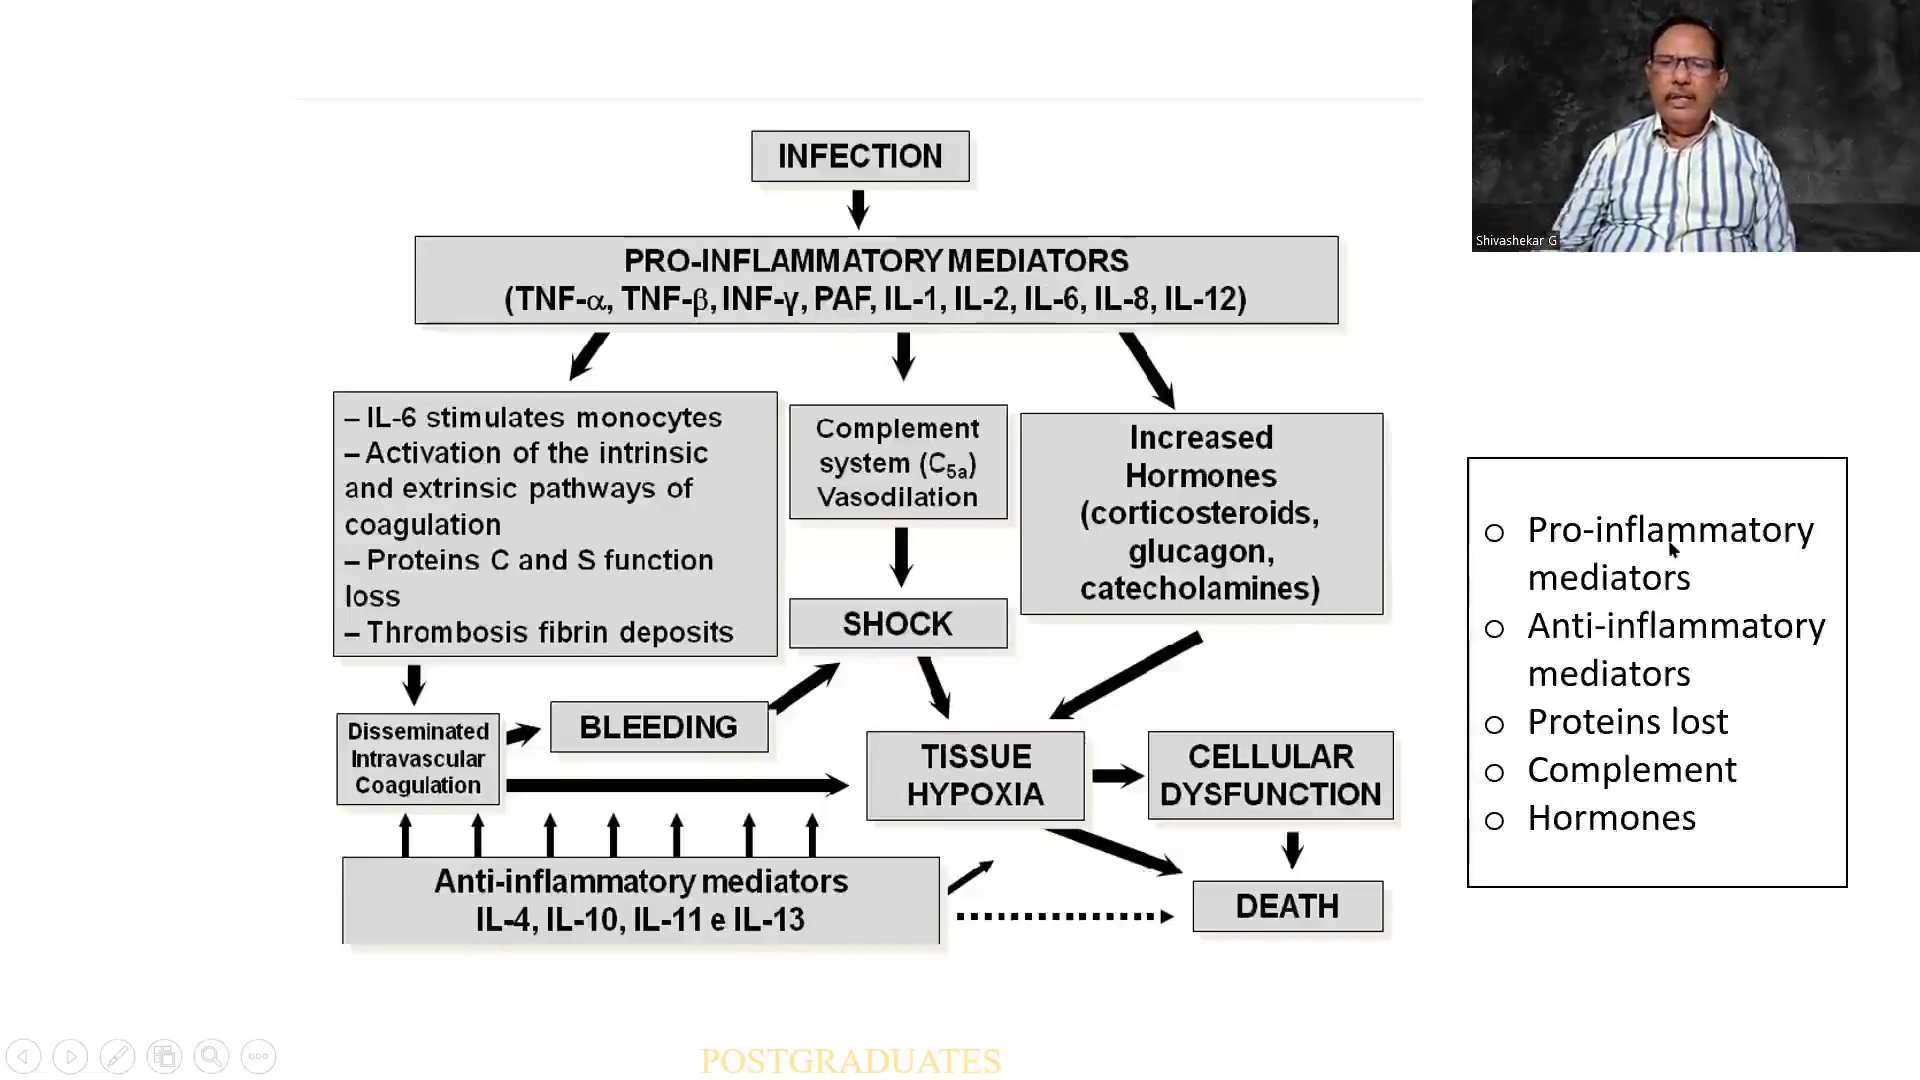 INFECTION
PRO-INFLAMMATORY MEDIATORS
(TNF-α, TNF-β, INF-γ, PAF, IL-1, IL-2, IL-6, IL-8, IL-12)
– IL-6 stimulates monocytes
– Activation of the intrinsic
and extrinsic pathways of
coagulation
– Proteins C and S function
loss
– Thrombosis fibrin deposits
Complement
system (C5a)
Vasodilation
Increased
Hormones
(corticosteroids,
glucagon,
catecholamines)
SHOCK
Disseminated
Intravascular
Coagulation
BLEEDING
TISSUE
HYPOXIA
CELLULAR
DYSFUNCTION
Anti-inflammatory mediators
IL-4, IL-10, IL-11 e IL-13
DEATH
Shivashekar G
o Pro-inflammatory
mediators
o Anti-inflammatory
mediators
o Proteins lost
o Complement
o Hormones
POSTGRADUATES